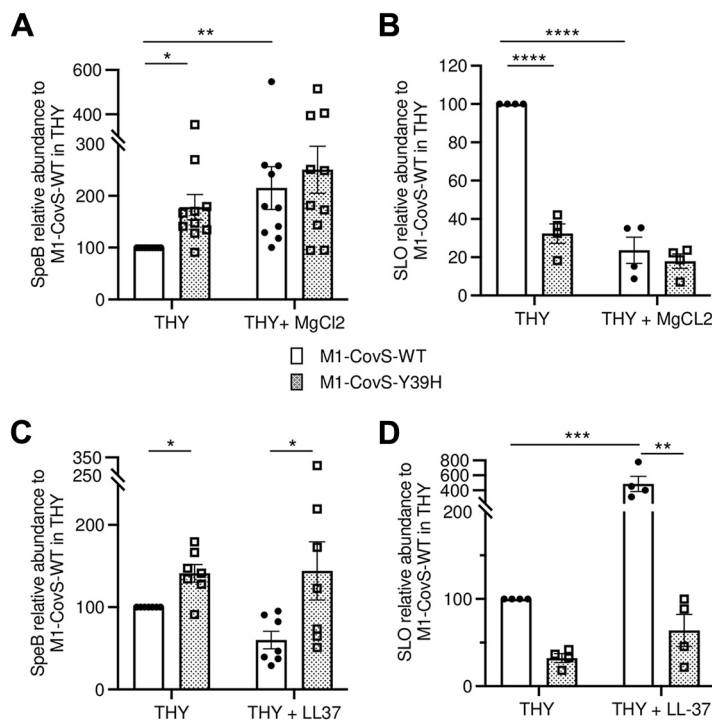 A
SpeB relative abundance to
M1-CovS-WT in THY
600
400
300
200
100
0
*
**
THY
THY+ MgCl2
B
SLO relative abundance to
M1-CovS-WT in THY
120
100
80
60
40
20
0
****
****
THY
THY + MgCL2
M1-CovS-WT
M1-CovS-Y39H
C
SpeB relative abundance to
M1-CovS-WT in THY
350
250
200
100
0
*
*
THY
THY + LL37
D
SLO relative abundance to
M1-CovS-WT in THY
800
600
400
200
100
0
***
**
THY
THY + LL-37